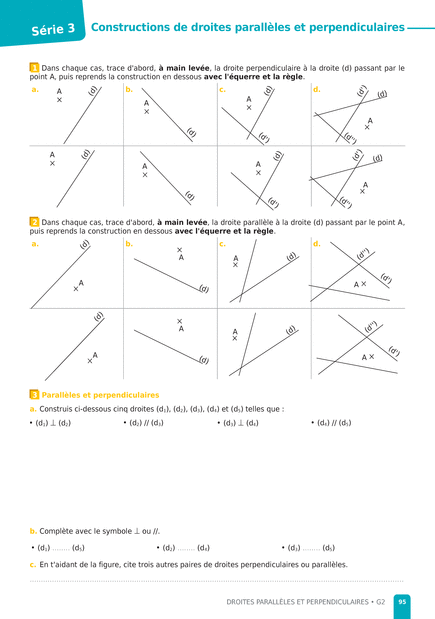 Série 3
Constructions de droites parallèles et perpendiculaires
1 Dans chaque cas, trace d'abord, à main levée, la droite perpendiculaire à la droite (d) passant par le
point A, puis reprends la construction en dessous avec l'équerre et la règle.
a. A (d) b. A (d) c. A (d) (d') d. (d') (d) A (d'')
A (d) A (d) A (d) (d') (d') (d) A (d'')
2 Dans chaque cas, trace d'abord, à main levée, la droite parallèle à la droite (d) passant par le point A,
puis reprends la construction en dessous avec l'équerre et la règle.
a. (d) A b. A (d) c. A (d) d. (d'') (d') A
(d) A A (d) A (d) (d'') (d') A
3 Parallèles et perpendiculaires
a. Construis ci-dessous cinq droites (d1), (d2), (d3), (d4) et (d5) telles que :
• (d1) ⊥ (d2) • (d2) // (d3) • (d3) ⊥ (d4) • (d4) // (d5)
b. Complète avec le symbole ⊥ ou //.
• (d1) ........ (d5) • (d2) ........ (d4) • (d3) ........ (d5)
c. En t'aidant de la figure, cite trois autres paires de droites perpendiculaires ou parallèles.
DROITES PARALLÈLES ET PERPENDICULAIRES • G2 95